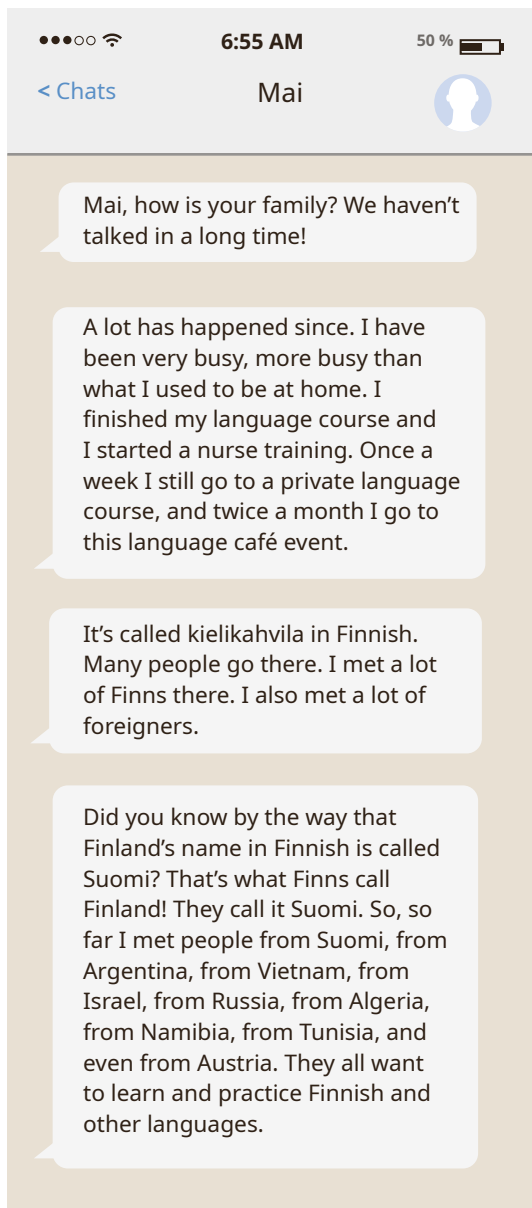 6:55 AM
50 %
< Chats
Mai
Mai, how is your family? We haven’t
talked in a long time!
A lot has happened since. I have
been very busy, more busy than
what I used to be at home. I
finished my language course and
I started a nurse training. Once a
week I still go to a private language
course, and twice a month I go to
this language café event.
It’s called kielikahvila in Finnish.
Many people go there. I met a lot
of Finns there. I also met a lot of
foreigners.
Did you know by the way that
Finland’s name in Finnish is called
Suomi? That’s what Finns call
Finland! They call it Suomi. So, so
far I met people from Suomi, from
Argentina, from Vietnam, from
Israel, from Russia, from Algeria,
from Namibia, from Tunisia, and
even from Austria. They all want
to learn and practice Finnish and
other languages.